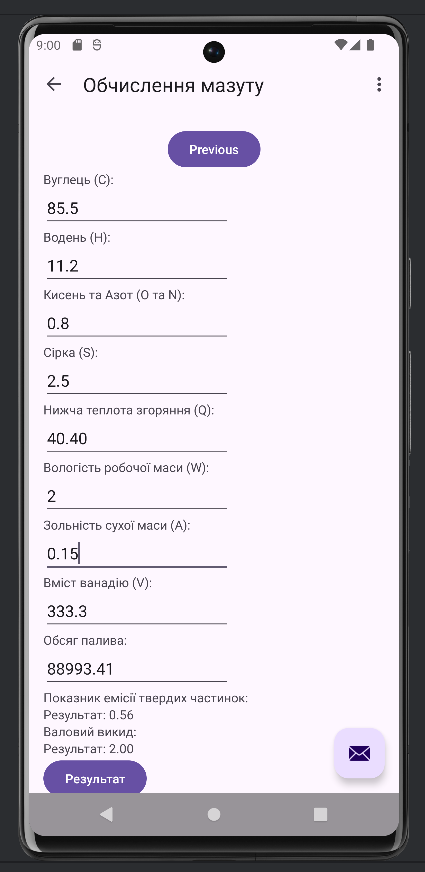 9:00
Обчислення мазуту
Previous
Вуглець (C):
85.5
Водень (H):
11.2
Кисень та Азот (O та N):
0.8
Сірка (S):
2.5
Нижча теплота згоряння (Q):
40.40
Вологість робочої маси (W):
2
Зольність сухої маси (A):
0.15
Вміст ванадію (V):
333.3
Обсяг палива:
88993.41
Показник емісії твердих частинок:
Результат: 0.56
Валовий викид:
Результат: 2.00
Результат